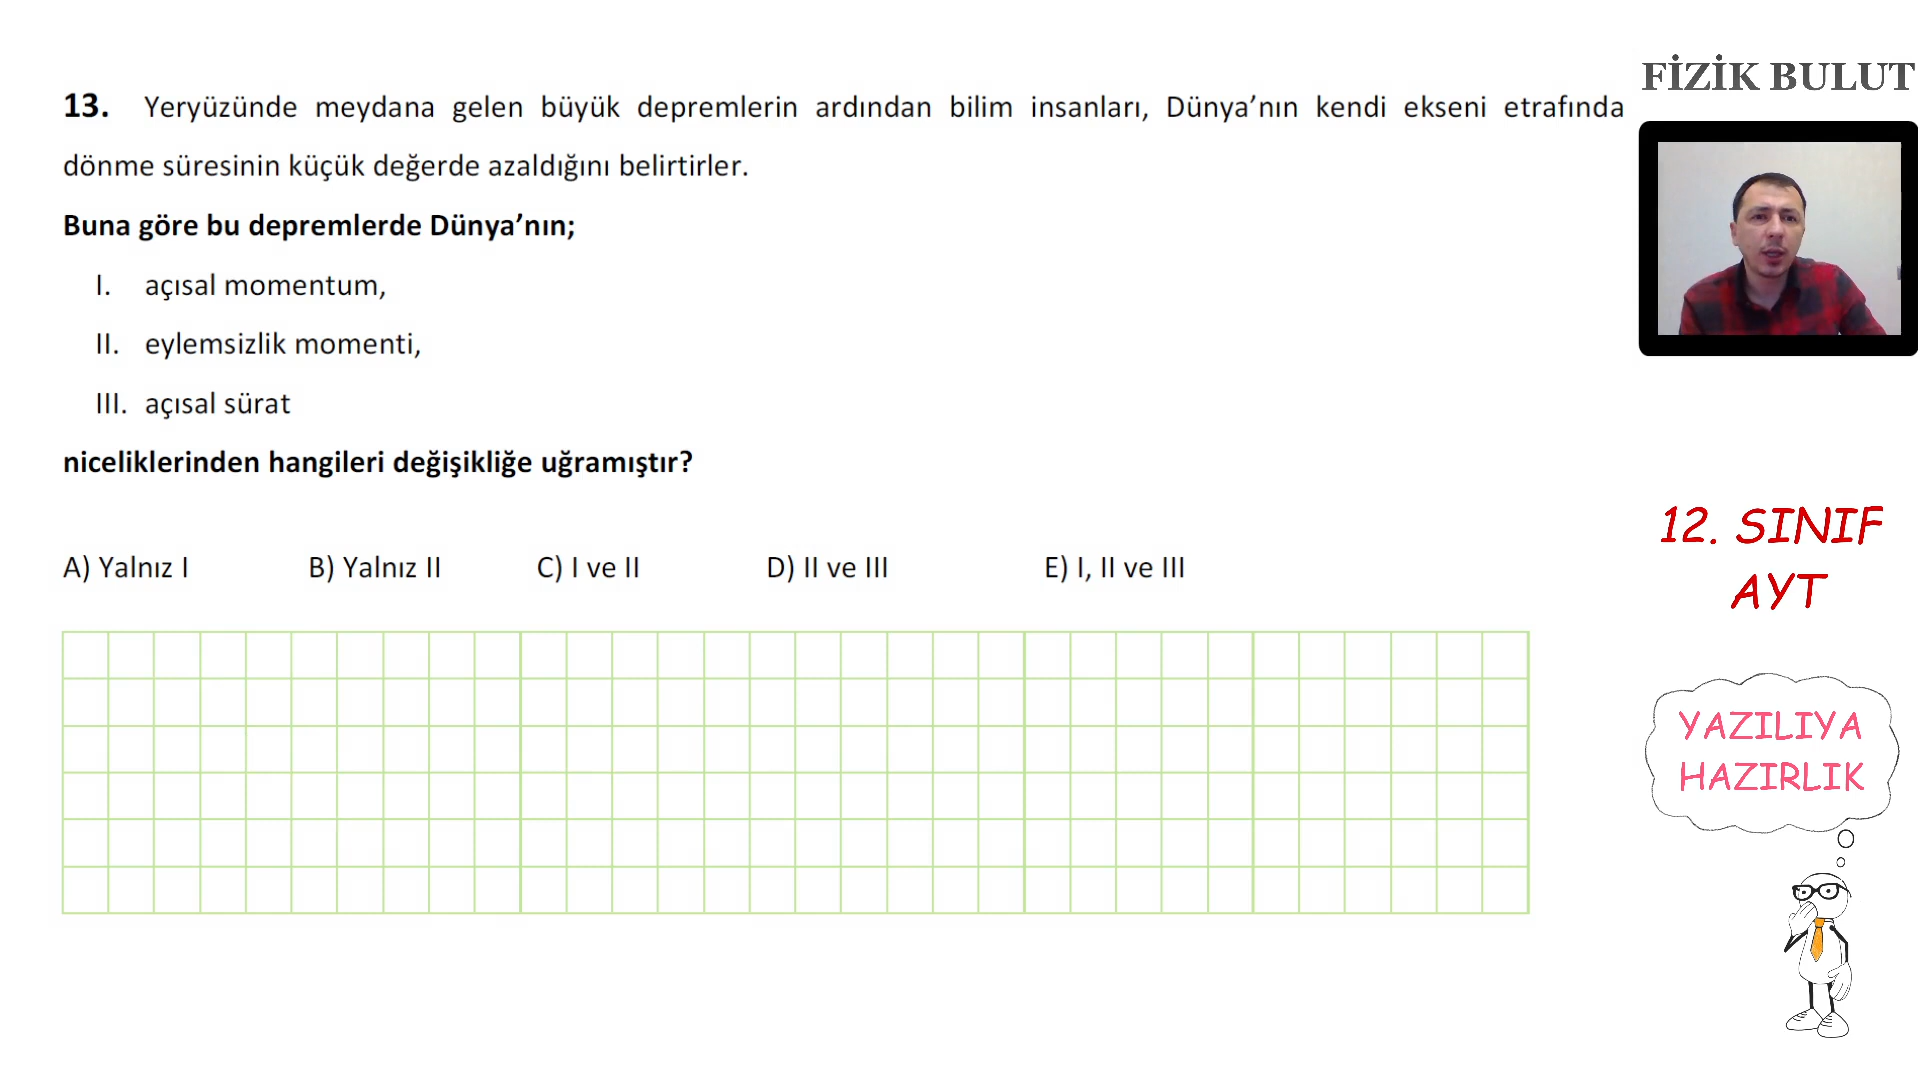 FİZİK BULUT
13. Yeryüzünde meydana gelen büyük depremlerin ardından bilim insanları, Dünya’nın kendi ekseni etrafında
dönme süresinin küçük değerde azaldığını belirtirler.
Buna göre bu depremlerde Dünya’nın;
I. açısal momentum,
II. eylemsizlik momenti,
III. açısal sürat
niceliklerinden hangileri değişikliğe uğramıştır?
A) Yalnız I B) Yalnız II C) I ve II D) II ve III E) I, II ve III
12. SINIF
AYT
YAZILIYA
HAZIRLIK